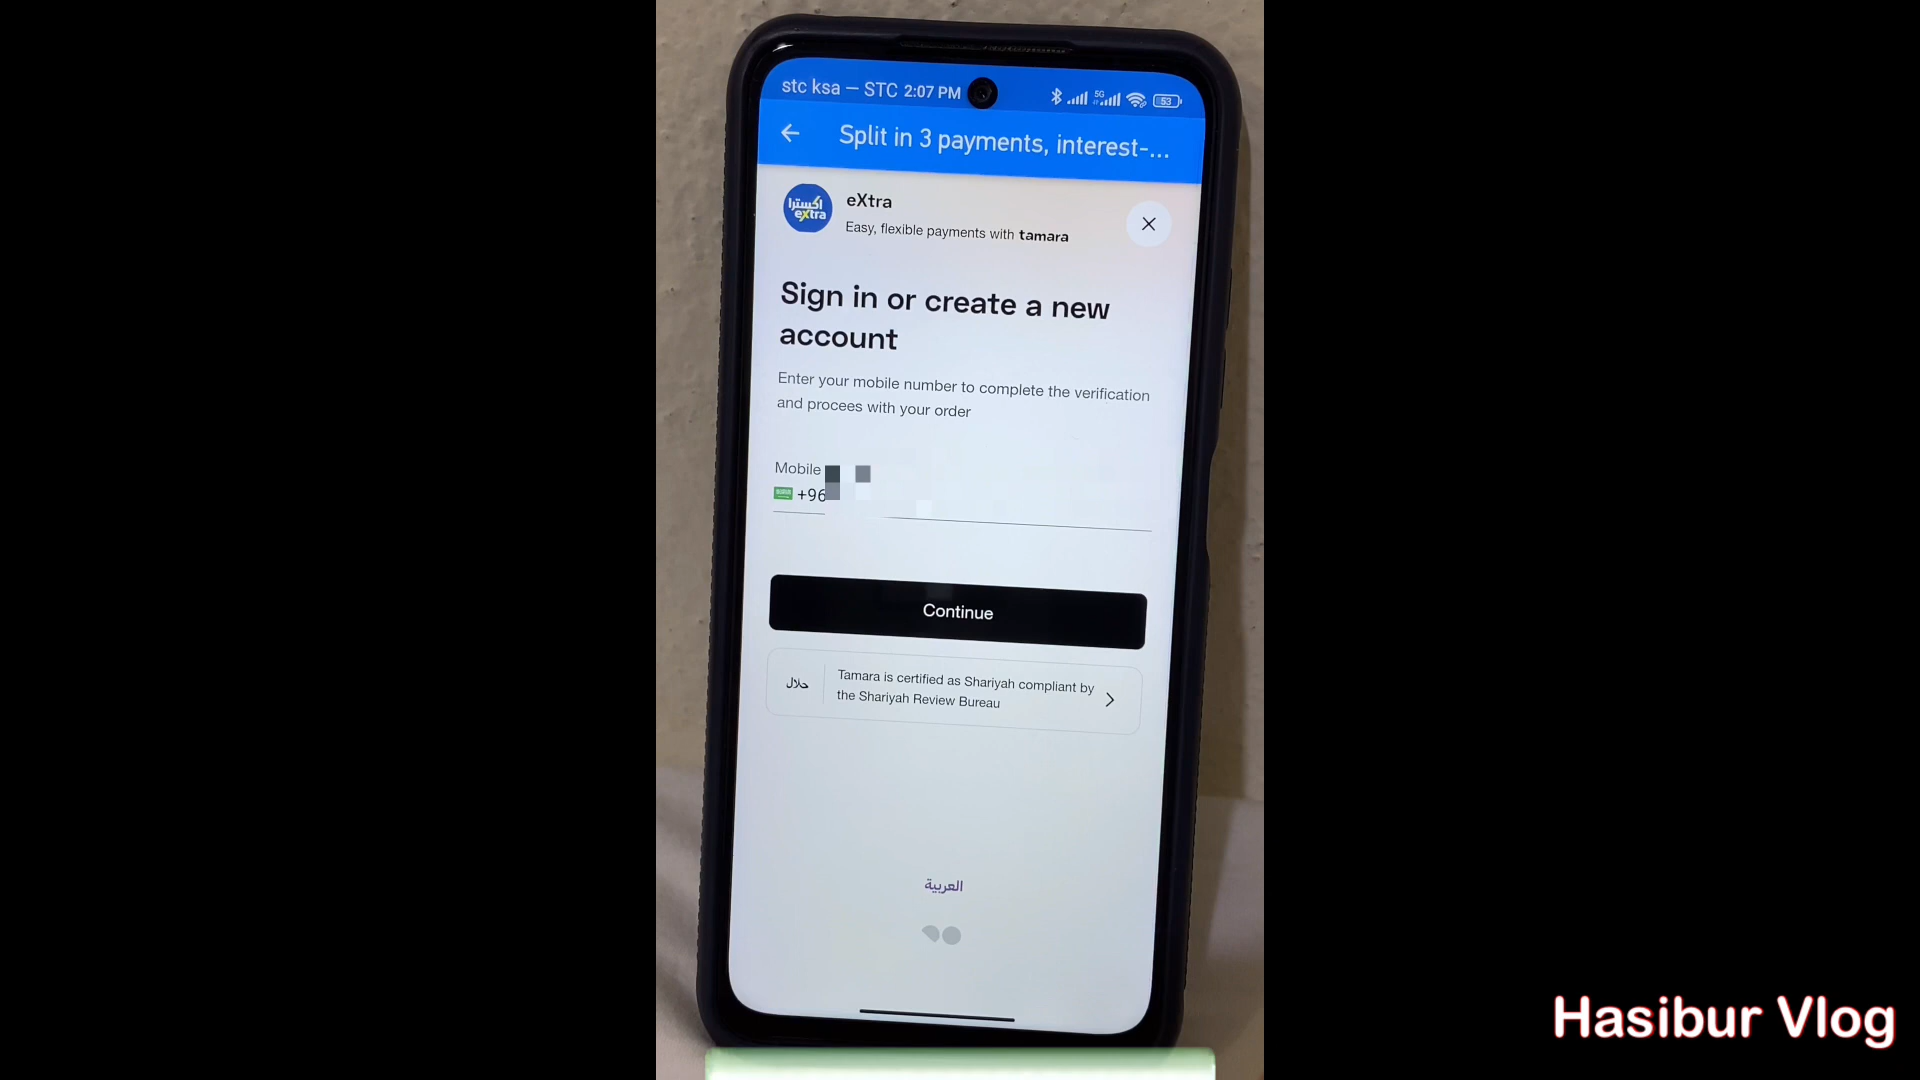 stc ksa — STC 2:07 PM
5G
53
Split in 3 payments, interest-...
اكسترا
eXtra
eXtra
Easy, flexible payments with tamara
Sign in or create a new
account
Enter your mobile number to complete the verification
and procees with your order
Mobile
+96
Continue
حلال
Tamara is certified as Shariyah compliant by
the Shariyah Review Bureau
العربية
Hasibur Vlog